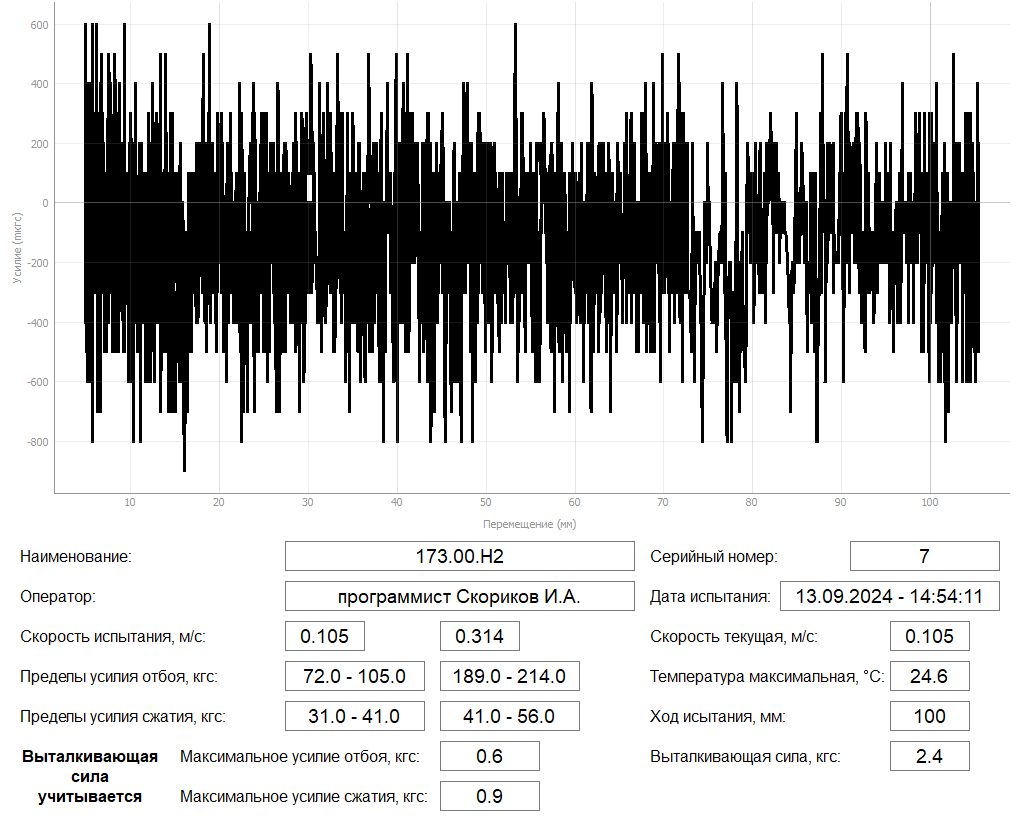 600
400
200
0
-200
-400
-600
-800
Усилие (mкгс)
10 20 30 40 50 60 70 80 90 100
Перемещение (мм)
Наименование: 173.00.H2 Серийный номер: 7
Оператор: программист Скориков И.А. Дата испытания: 13.09.2024 - 14:54:11
Скорость испытания, м/с: 0.105 0.314 Скорость текущая, м/с: 0.105
Пределы усилия отбоя, кгс: 72.0 - 105.0 189.0 - 214.0 Температура максимальная, °C: 24.6
Пределы усилия сжатия, кгс: 31.0 - 41.0 41.0 - 56.0 Ход исытания, мм: 100
Выталкивающая сила учитывается Максимальное усилие отбоя, кгс: 0.6 Выталкивающая сила, кгс: 2.4
Максимальное усилие сжатия, кгс: 0.9